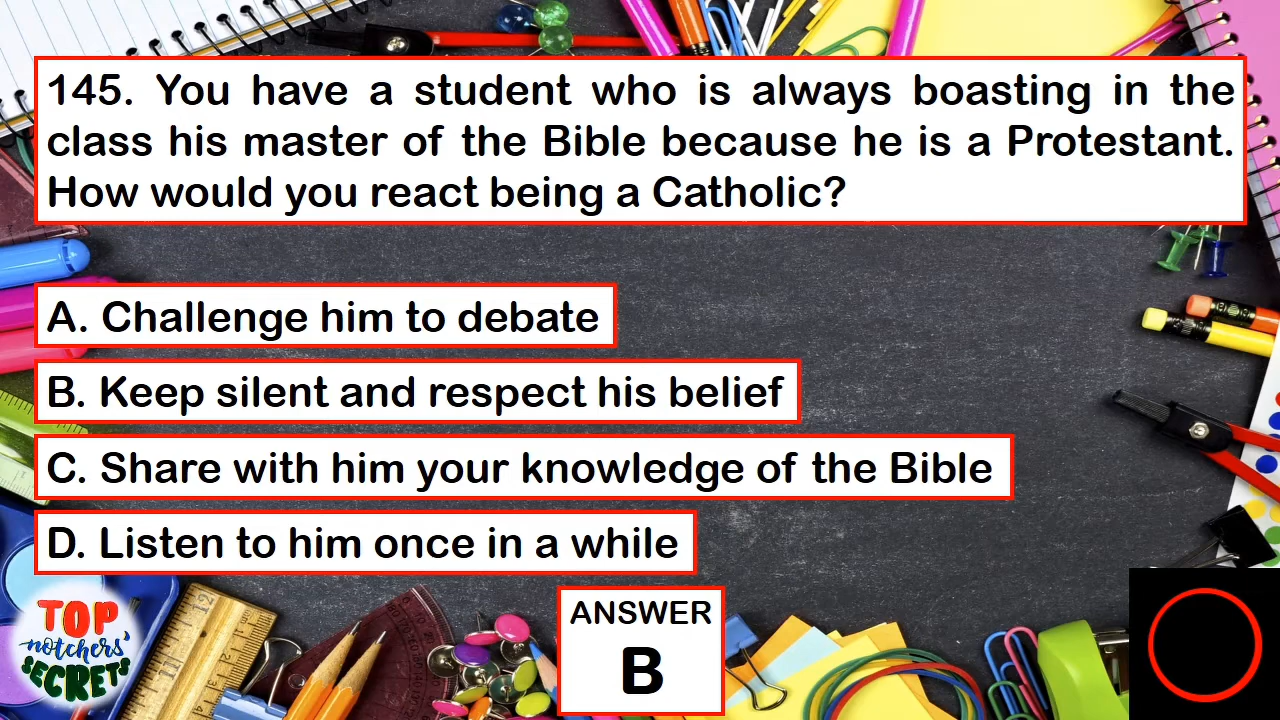 145. You have a student who is always boasting in the
class his master of the Bible because he is a Protestant.
How would you react being a Catholic?
A. Challenge him to debate
B. Keep silent and respect his belief
C. Share with him your knowledge of the Bible
D. Listen to him once in a while
TOP
notchers'
SECRETS
ANSWER
B